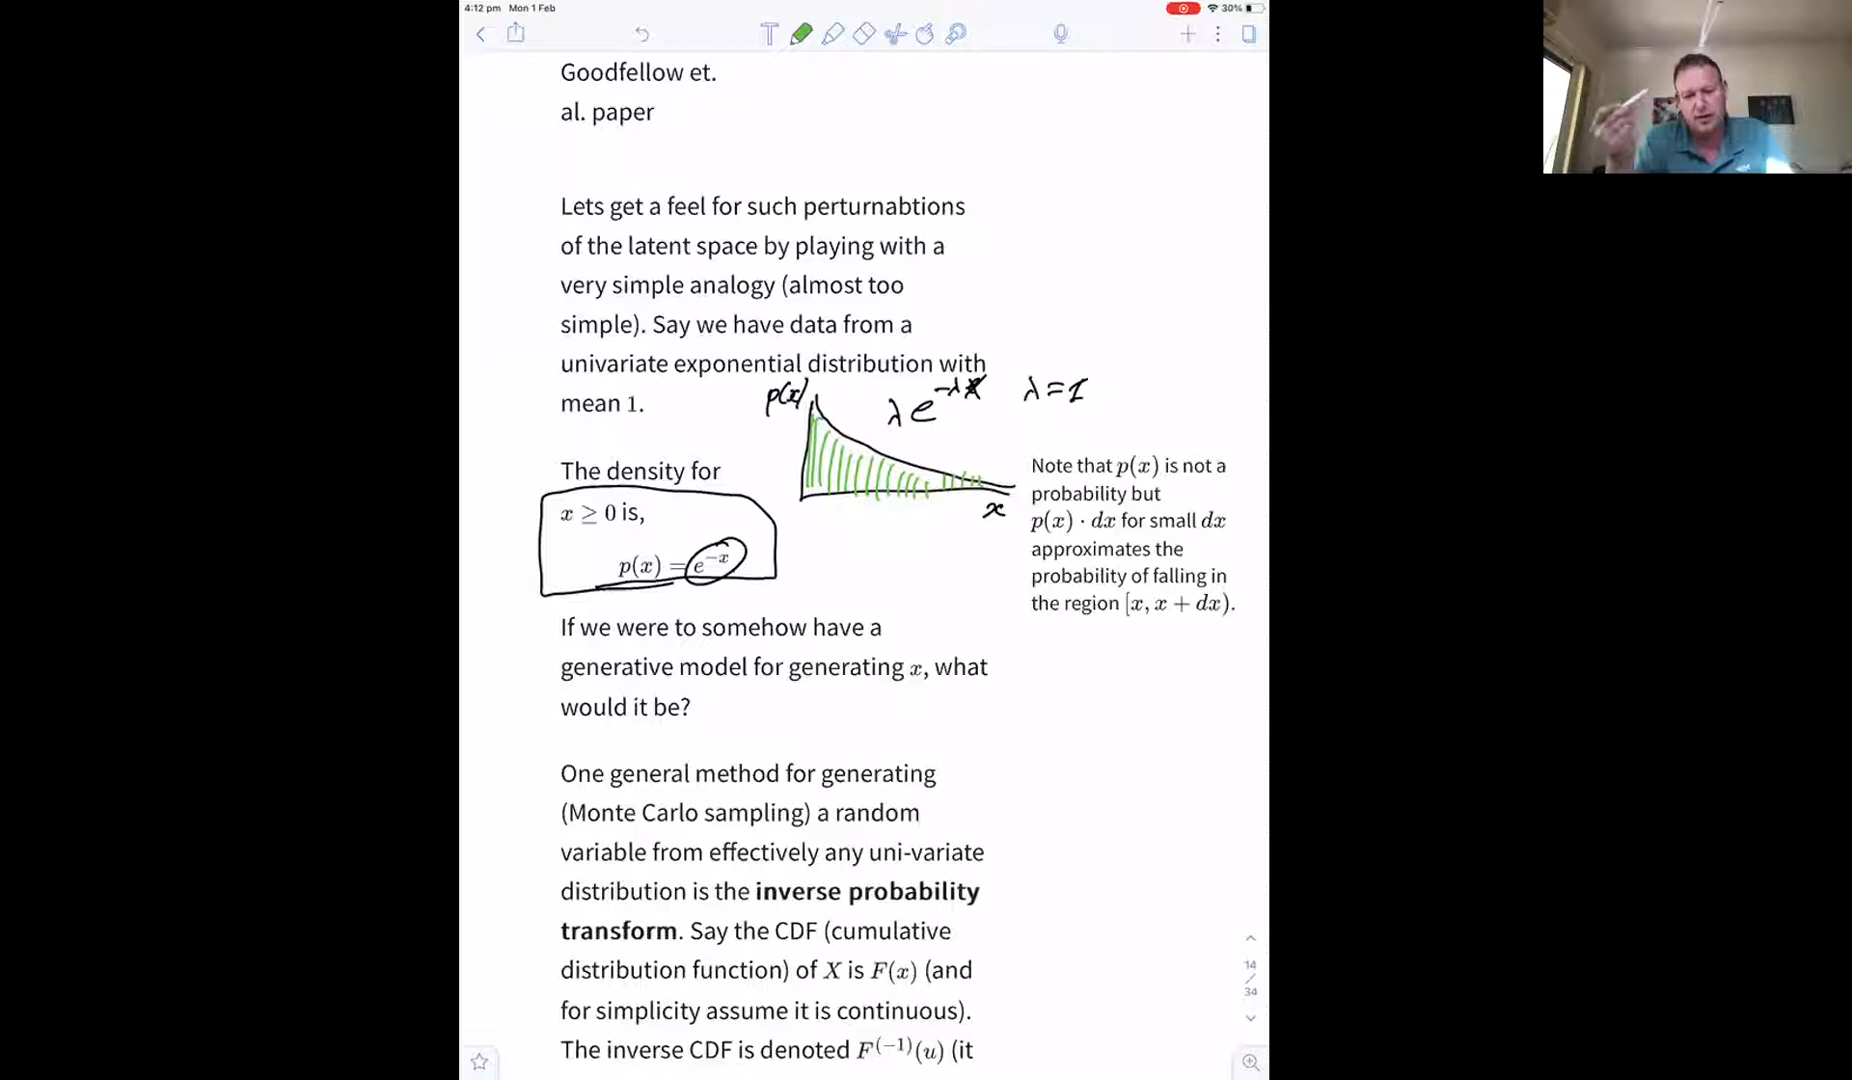 4:12 pm Mon 1 Feb
30%
Goodfellow et.
al. paper
Lets get a feel for such perturnabtions
of the latent space by playing with a
very simple analogy (almost too
simple). Say we have data from a
univariate exponential distribution with
mean 1.
p(x)
λ e^{-λx}
λ = 1
x
The density for
x ≥ 0 is,
p(x) = e^{-x}
Note that p(x) is not a
probability but
p(x) · dx for small dx
approximates the
probability of falling in
the region [x, x + dx).
If we were to somehow have a
generative model for generating x, what
would it be?
One general method for generating
(Monte Carlo sampling) a random
variable from effectively any uni-variate
distribution is the inverse probability
transform. Say the CDF (cumulative
distribution function) of X is F(x) (and
for simplicity assume it is continuous).
The inverse CDF is denoted F^{(-1)}(u) (it
14
/
34